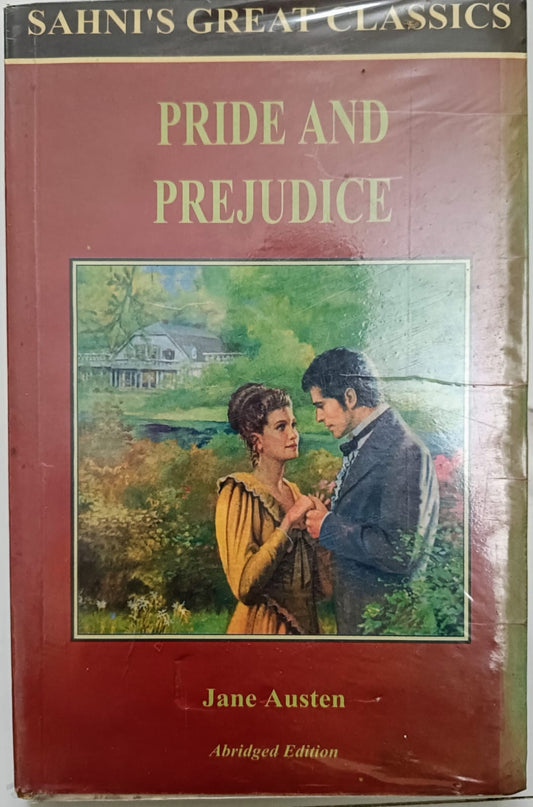 SAHNI'S GREAT CLASSICS
PRIDE AND
PREJUDICE
Jane Austen
Abridged Edition